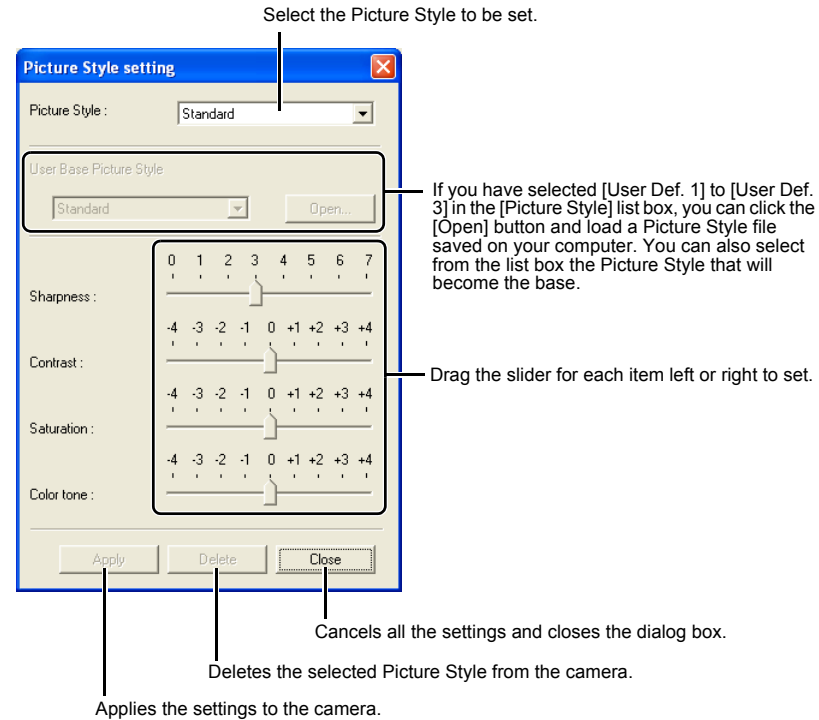 Select the Picture Style to be set.
Picture Style setting
Picture Style :
Standard
User Base Picture Style
Standard
Open...
If you have selected [User Def. 1] to [User Def.
3] in the [Picture Style] list box, you can click the
[Open] button and load a Picture Style file
saved on your computer. You can also select
from the list box the Picture Style that will
become the base.
0 1 2 3 4 5 6 7
Sharpness :
-4 -3 -2 -1 0 +1 +2 +3 +4
Contrast :
Drag the slider for each item left or right to set.
-4 -3 -2 -1 0 +1 +2 +3 +4
Saturation :
-4 -3 -2 -1 0 +1 +2 +3 +4
Color tone :
Apply
Delete
Close
Cancels all the settings and closes the dialog box.
Deletes the selected Picture Style from the camera.
Applies the settings to the camera.